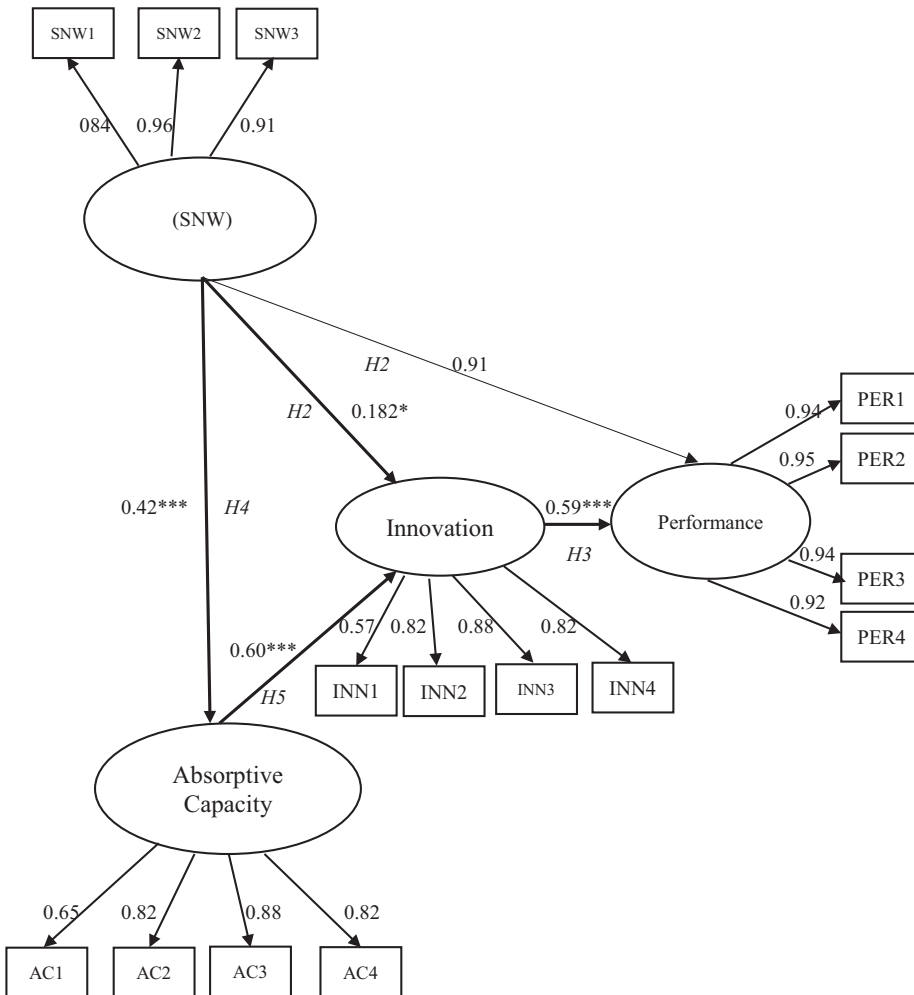 SNW1
SNW2
SNW3
084
0.96
0.91
(SNW)
H2
0.91
H2
0.182*
0.42***
H4
Innovation
0.59***
H3
Performance
0.94
PER1
0.95
PER2
0.94
PER3
0.92
PER4
0.60***
H5
0.57
0.82
0.88
0.82
INN1
INN2
INN3
INN4
Absorptive
Capacity
0.65
0.82
0.88
0.82
AC1
AC2
AC3
AC4